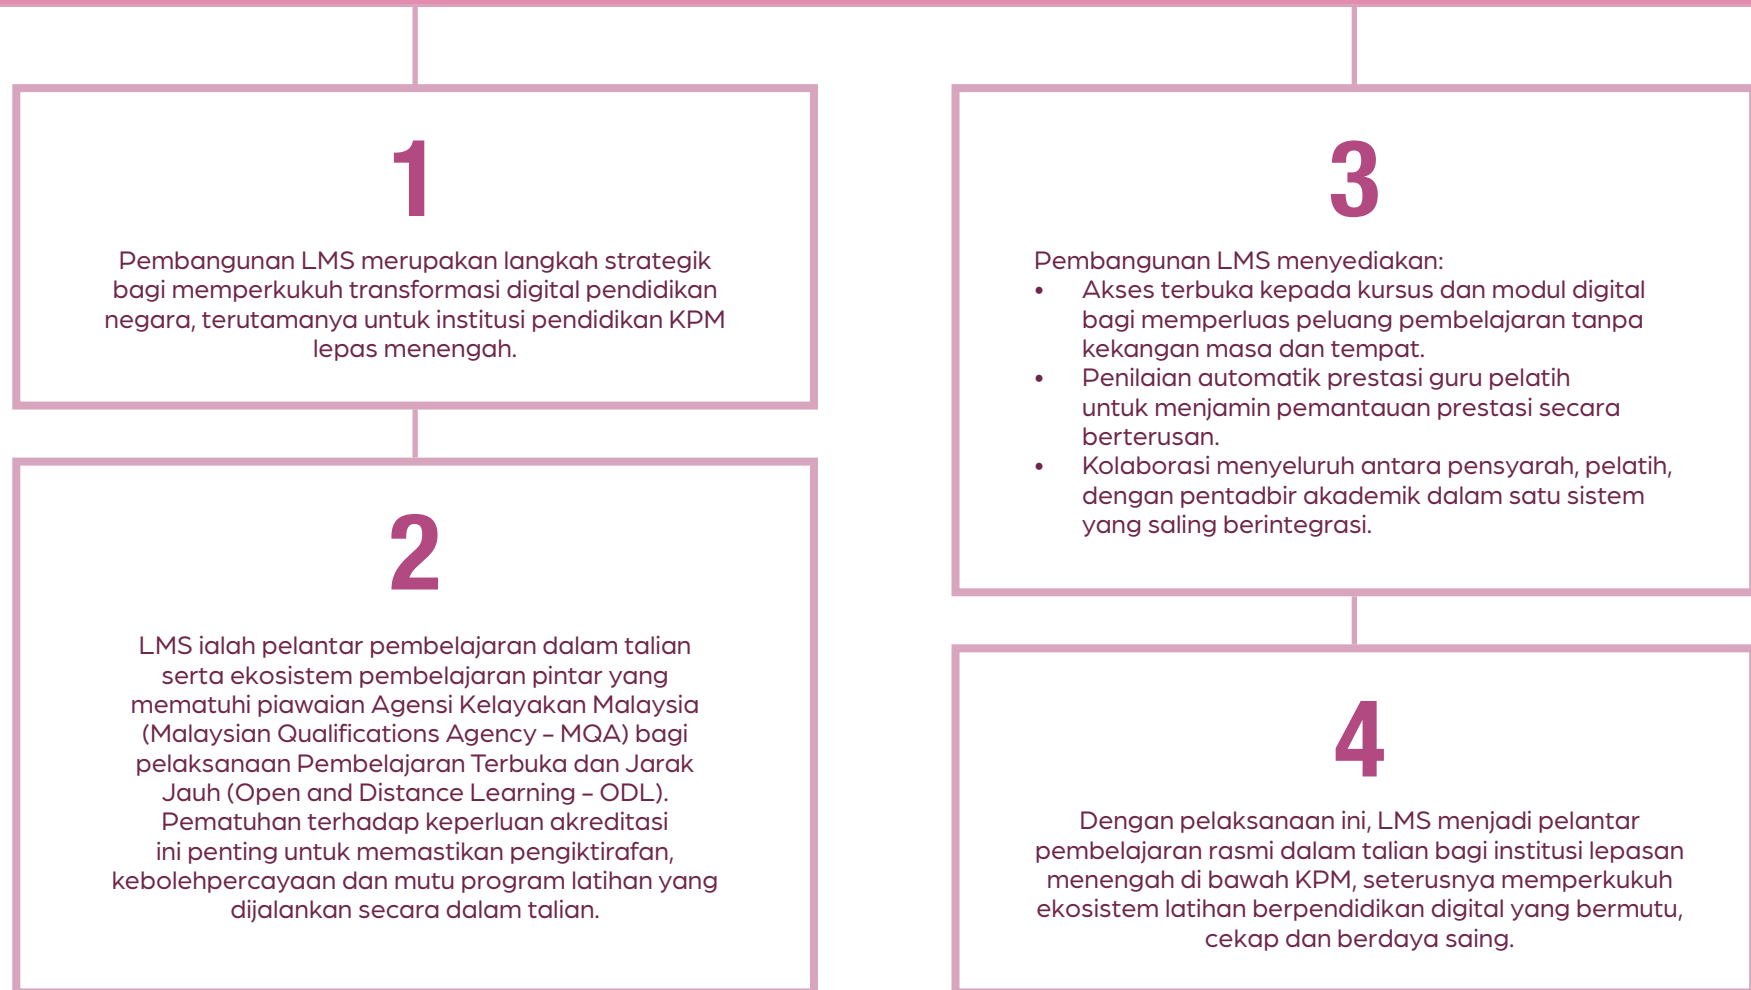 1
Pembangunan LMS merupakan langkah strategik
bagi memperkukuh transformasi digital pendidikan
negara, terutamanya untuk institusi pendidikan KPM
lepas menengah.
2
LMS ialah pelantar pembelajaran dalam talian
serta ekosistem pembelajaran pintar yang
mematuhi piawaian Agensi Kelayakan Malaysia
(Malaysian Qualifications Agency - MQA) bagi
pelaksanaan Pembelajaran Terbuka dan Jarak
Jauh (Open and Distance Learning - ODL).
Pematuhan terhadap keperluan akreditasi
ini penting untuk memastikan pengiktirafan,
kebolehpercayaan dan mutu program latihan yang
dijalankan secara dalam talian.
3
Pembangunan LMS menyediakan:
• Akses terbuka kepada kursus dan modul digital
bagi memperluas peluang pembelajaran tanpa
kekangan masa dan tempat.
• Penilaian automatik prestasi guru pelatih
untuk menjamin pemantauan prestasi secara
berterusan.
• Kolaborasi menyeluruh antara pensyarah, pelatih,
dengan pentadbir akademik dalam satu sistem
yang saling berintegrasi.
4
Dengan pelaksanaan ini, LMS menjadi pelantar
pembelajaran rasmi dalam talian bagi institusi lepasan
menengah di bawah KPM, seterusnya memperkukuh
ekosistem latihan berpendidikan digital yang bermutu,
cekap dan berdaya saing.